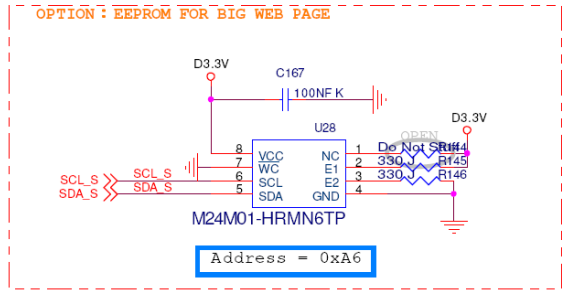 OPTION : EEPROM FOR BIG WEB PAGE
D3.3V
C167
100NF K
D3.3V
U28
OPEN
8 VCC NC 1 Do Not Stuff R144
7 WC E1 2 330 J R145
SCL_S SCL_S 6 SCL E2 3 330 J R146
SDA_S SDA_S 5 SDA GND 4
M24M01-HRMN6TP
Address = 0xA6